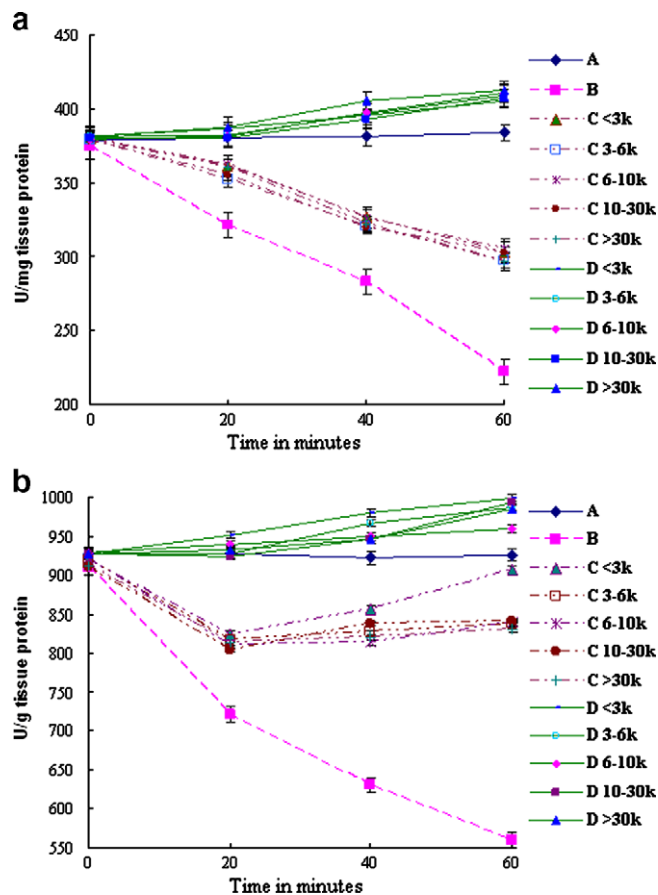 a
450
400
350
300
250
200
U/mg tissue protein
0 20 40 60
Time in minutes
A
B
C <3k
C 3-6k
C 6-10k
C 10-30k
C >30k
D <3k
D 3-6k
D 6-10k
D 10-30k
D >30k
b
1000
950
900
850
800
750
700
650
600
550
U/g tissue protein
0 20 40 60
Time in minutes
A
B
C <3k
C 3-6k
C 6-10k
C 10-30k
C >30k
D <3k
D 3-6k
D 6-10k
D 10-30k
D >30k